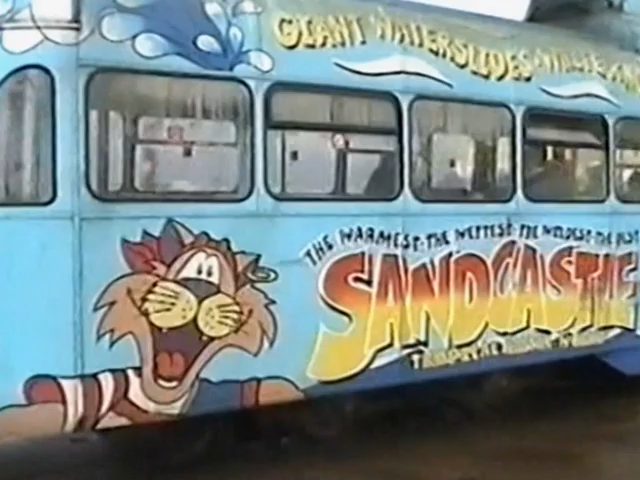 GIANT WATERSLIDES
THE WARMEST · THE WETTEST · THE WILDEST · THE BEST
SANDCASTLE